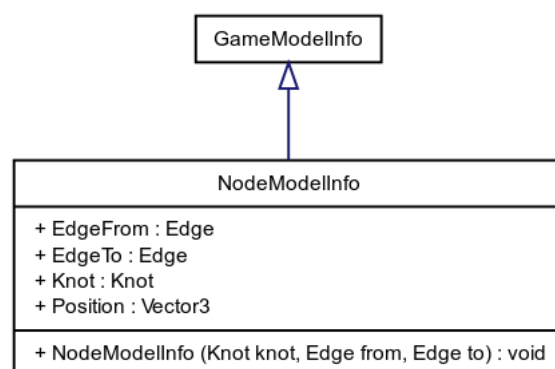 GameModelInfo
NodeModelInfo
+ EdgeFrom : Edge
+ EdgeTo : Edge
+ Knot : Knot
+ Position : Vector3
+ NodeModelInfo (Knot knot, Edge from, Edge to) : void